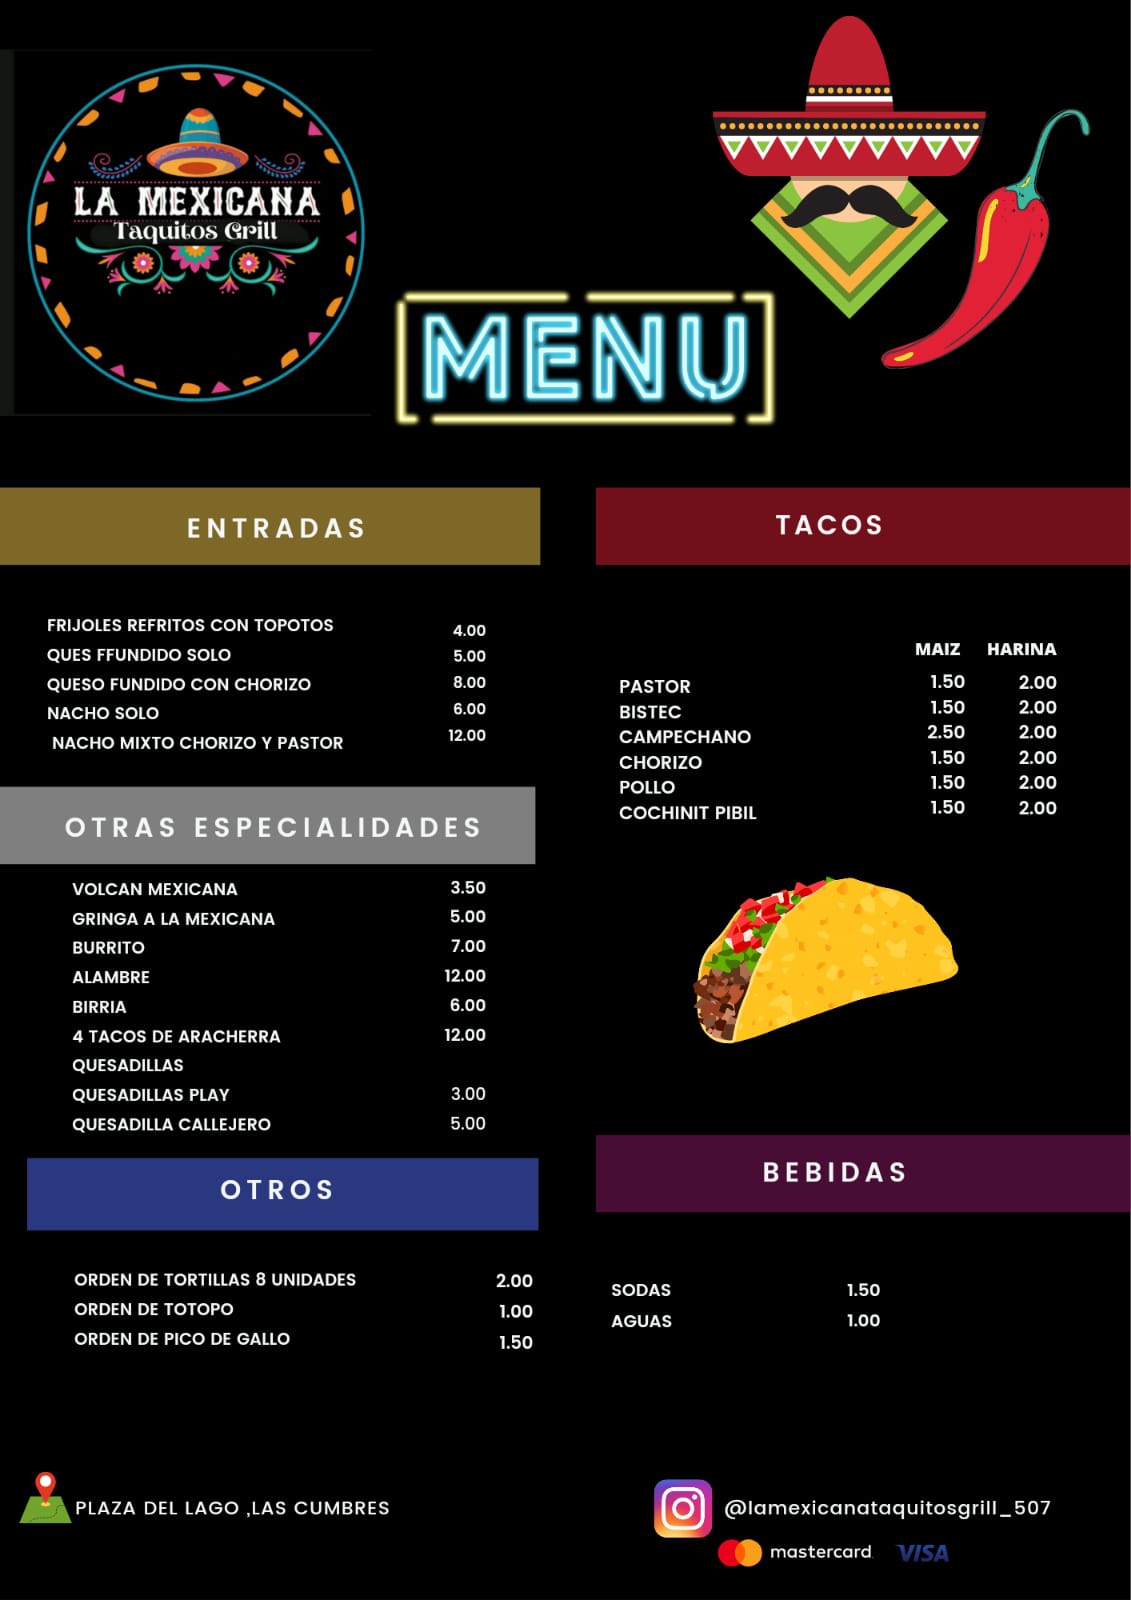 LA MEXICANA
Taquitos Grill
MENU
ENTRADAS
FRIJOLES REFRITOS CON TOPOTOS 4.00
QUES FFUNDIDO SOLO 5.00
QUESO FUNDIDO CON CHORIZO 8.00
NACHO SOLO 6.00
NACHO MIXTO CHORIZO Y PASTOR 12.00
OTRAS ESPECIALIDADES
VOLCAN MEXICANA 3.50
GRINGA A LA MEXICANA 5.00
BURRITO 7.00
ALAMBRE 12.00
BIRRIA 6.00
4 TACOS DE ARACHERRA 12.00
QUESADILLAS
QUESADILLAS PLAY 3.00
QUESADILLA CALLEJERO 5.00
OTROS
ORDEN DE TORTILLAS 8 UNIDADES 2.00
ORDEN DE TOTOPO 1.00
ORDEN DE PICO DE GALLO 1.50
TACOS
MAIZ HARINA
PASTOR 1.50 2.00
BISTEC 1.50 2.00
CAMPECHANO 2.50 2.00
CHORIZO 1.50 2.00
POLLO 1.50 2.00
COCHINIT PIBIL 1.50 2.00
BEBIDAS
SODAS 1.50
AGUAS 1.00
PLAZA DEL LAGO ,LAS CUMBRES
@lamexicanataquitosgrill_507
mastercard VISA